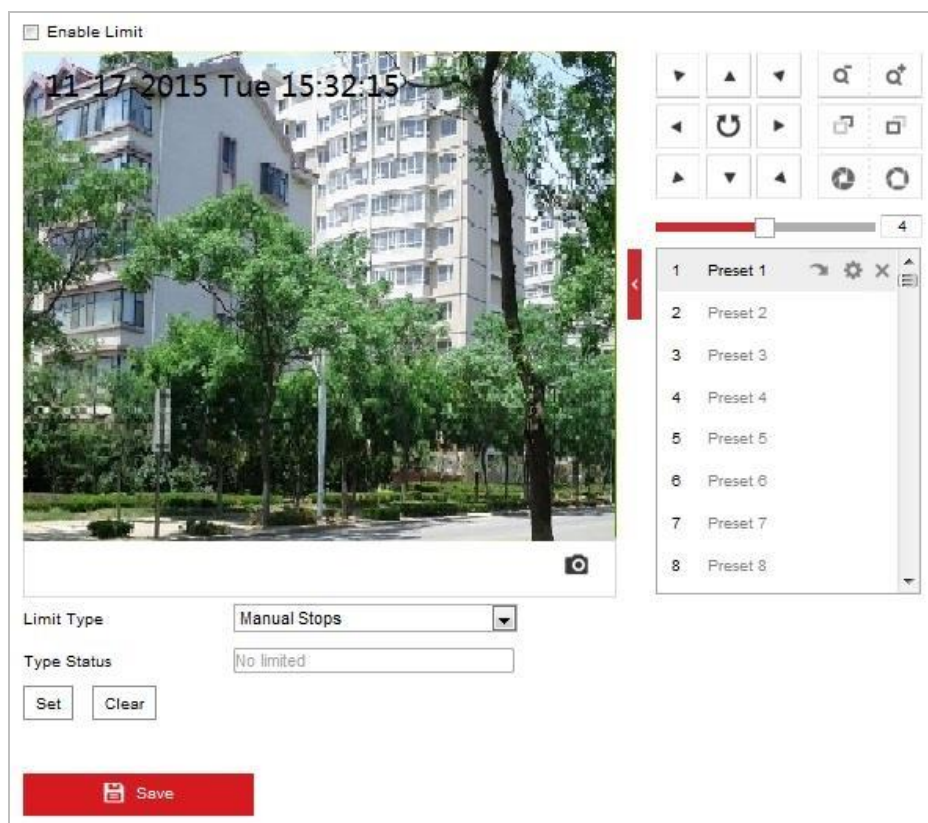 Enable Limit
11-17-2015 Tue 15:32:15
4
1 Preset 1
2 Preset 2
3 Preset 3
4 Preset 4
5 Preset 5
6 Preset 6
7 Preset 7
8 Preset 8
Limit Type Manual Stops
Type Status No limited
Set Clear
Save